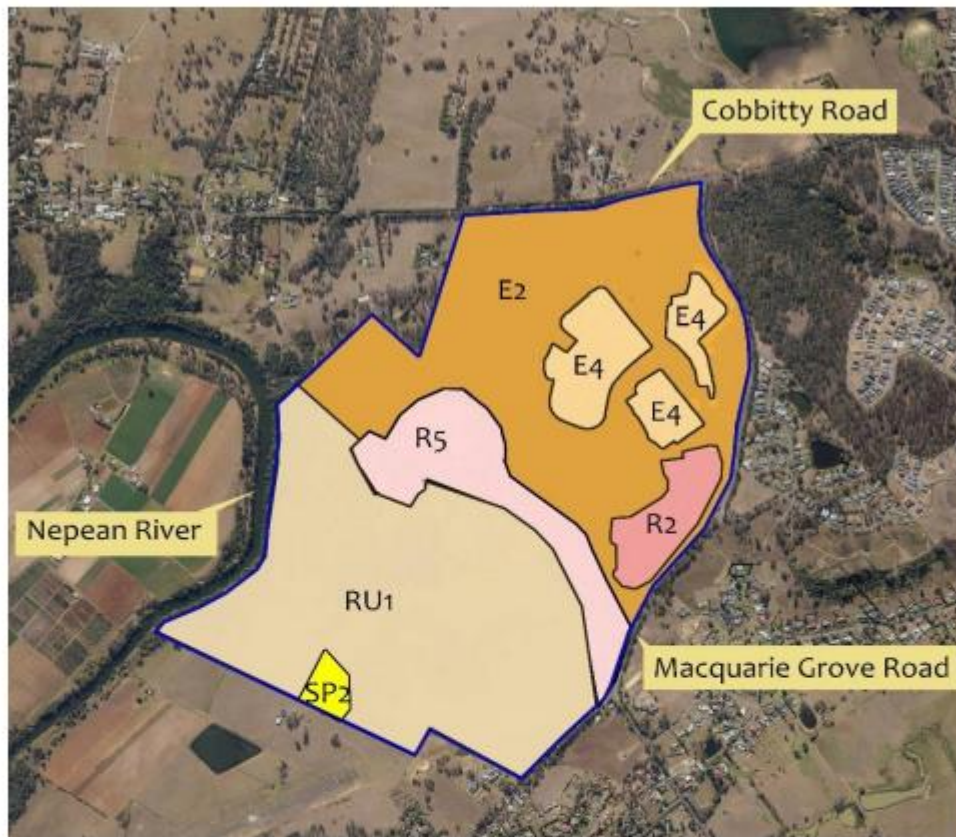 Cobbitty Road
E2
E4
E4
E4
R5
R2
Nepean River
RU1
Macquarie Grove Road
SP2